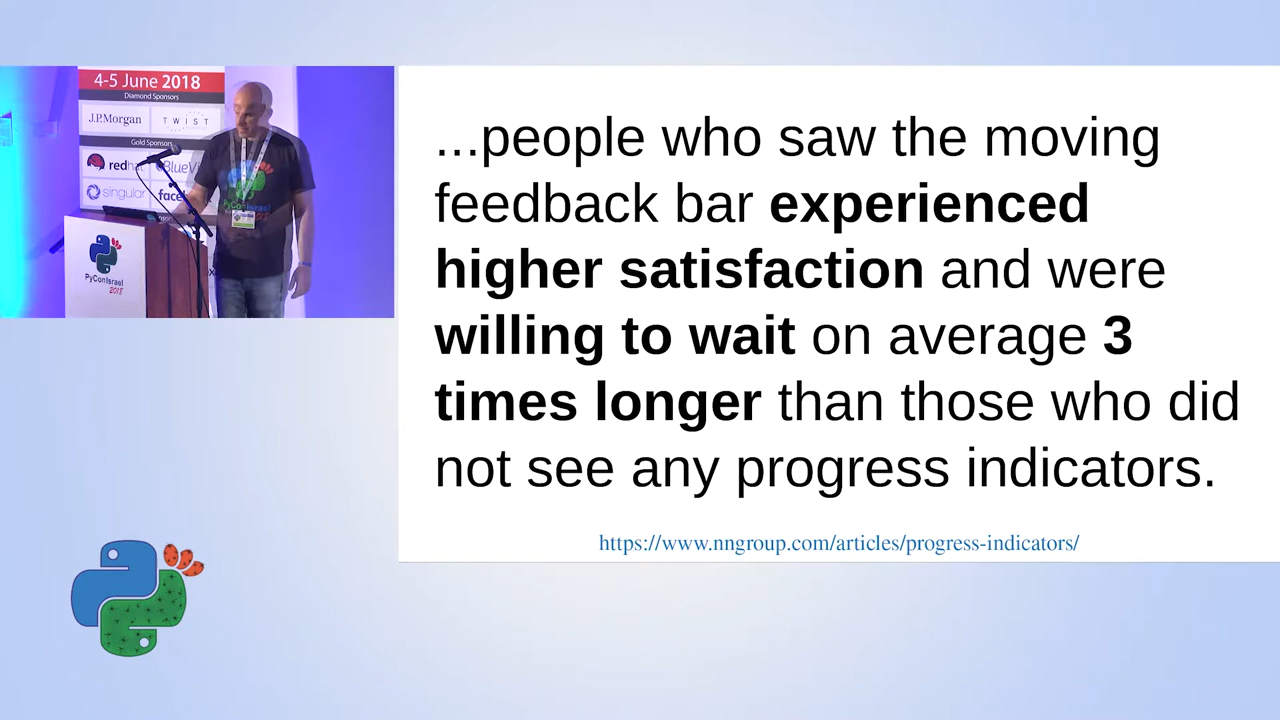 4-5 June 2018
Diamond Sponsors
J.P.Morgan
TWIST
Gold Sponsors
singular
PyConIsrael
2018
...people who saw the moving
feedback bar experienced
higher satisfaction and were
willing to wait on average 3
times longer than those who did
not see any progress indicators.
https://www.nngroup.com/articles/progress-indicators/